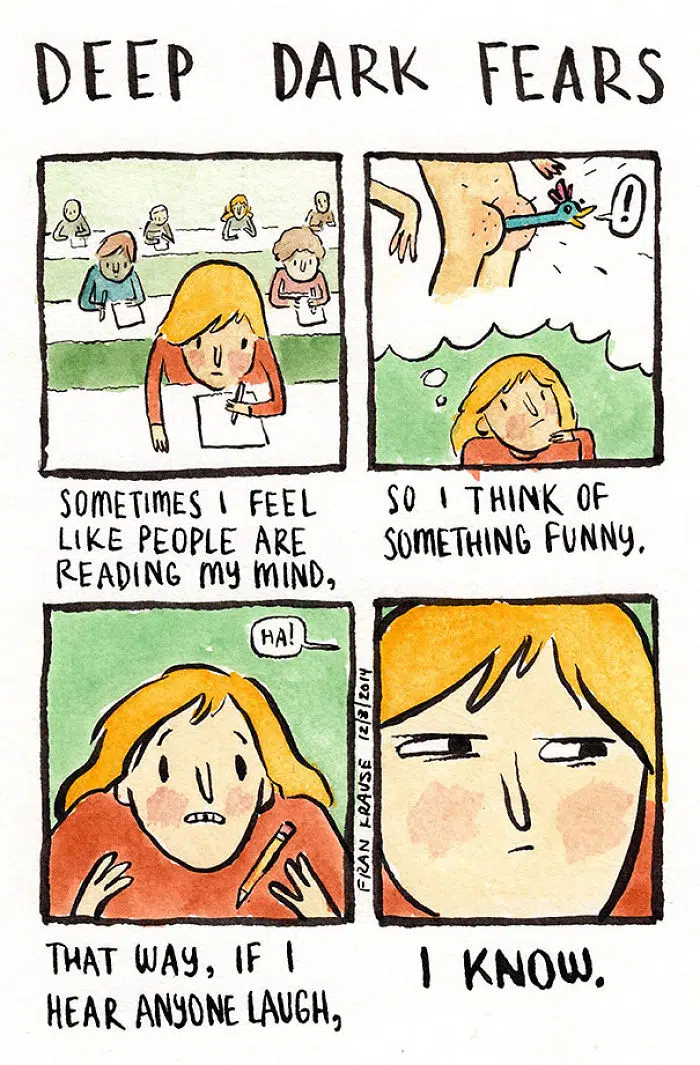 DEEP DARK FEARS
!
SOMETIMES I FEEL
LIKE PEOPLE ARE
READING MY MIND,
SO I THINK OF
SOMETHING FUNNY.
HA!
THAT WAY, IF I
HEAR ANYONE LAUGH,
FRAN KRAUSE 12/8/2014
I KNOW.